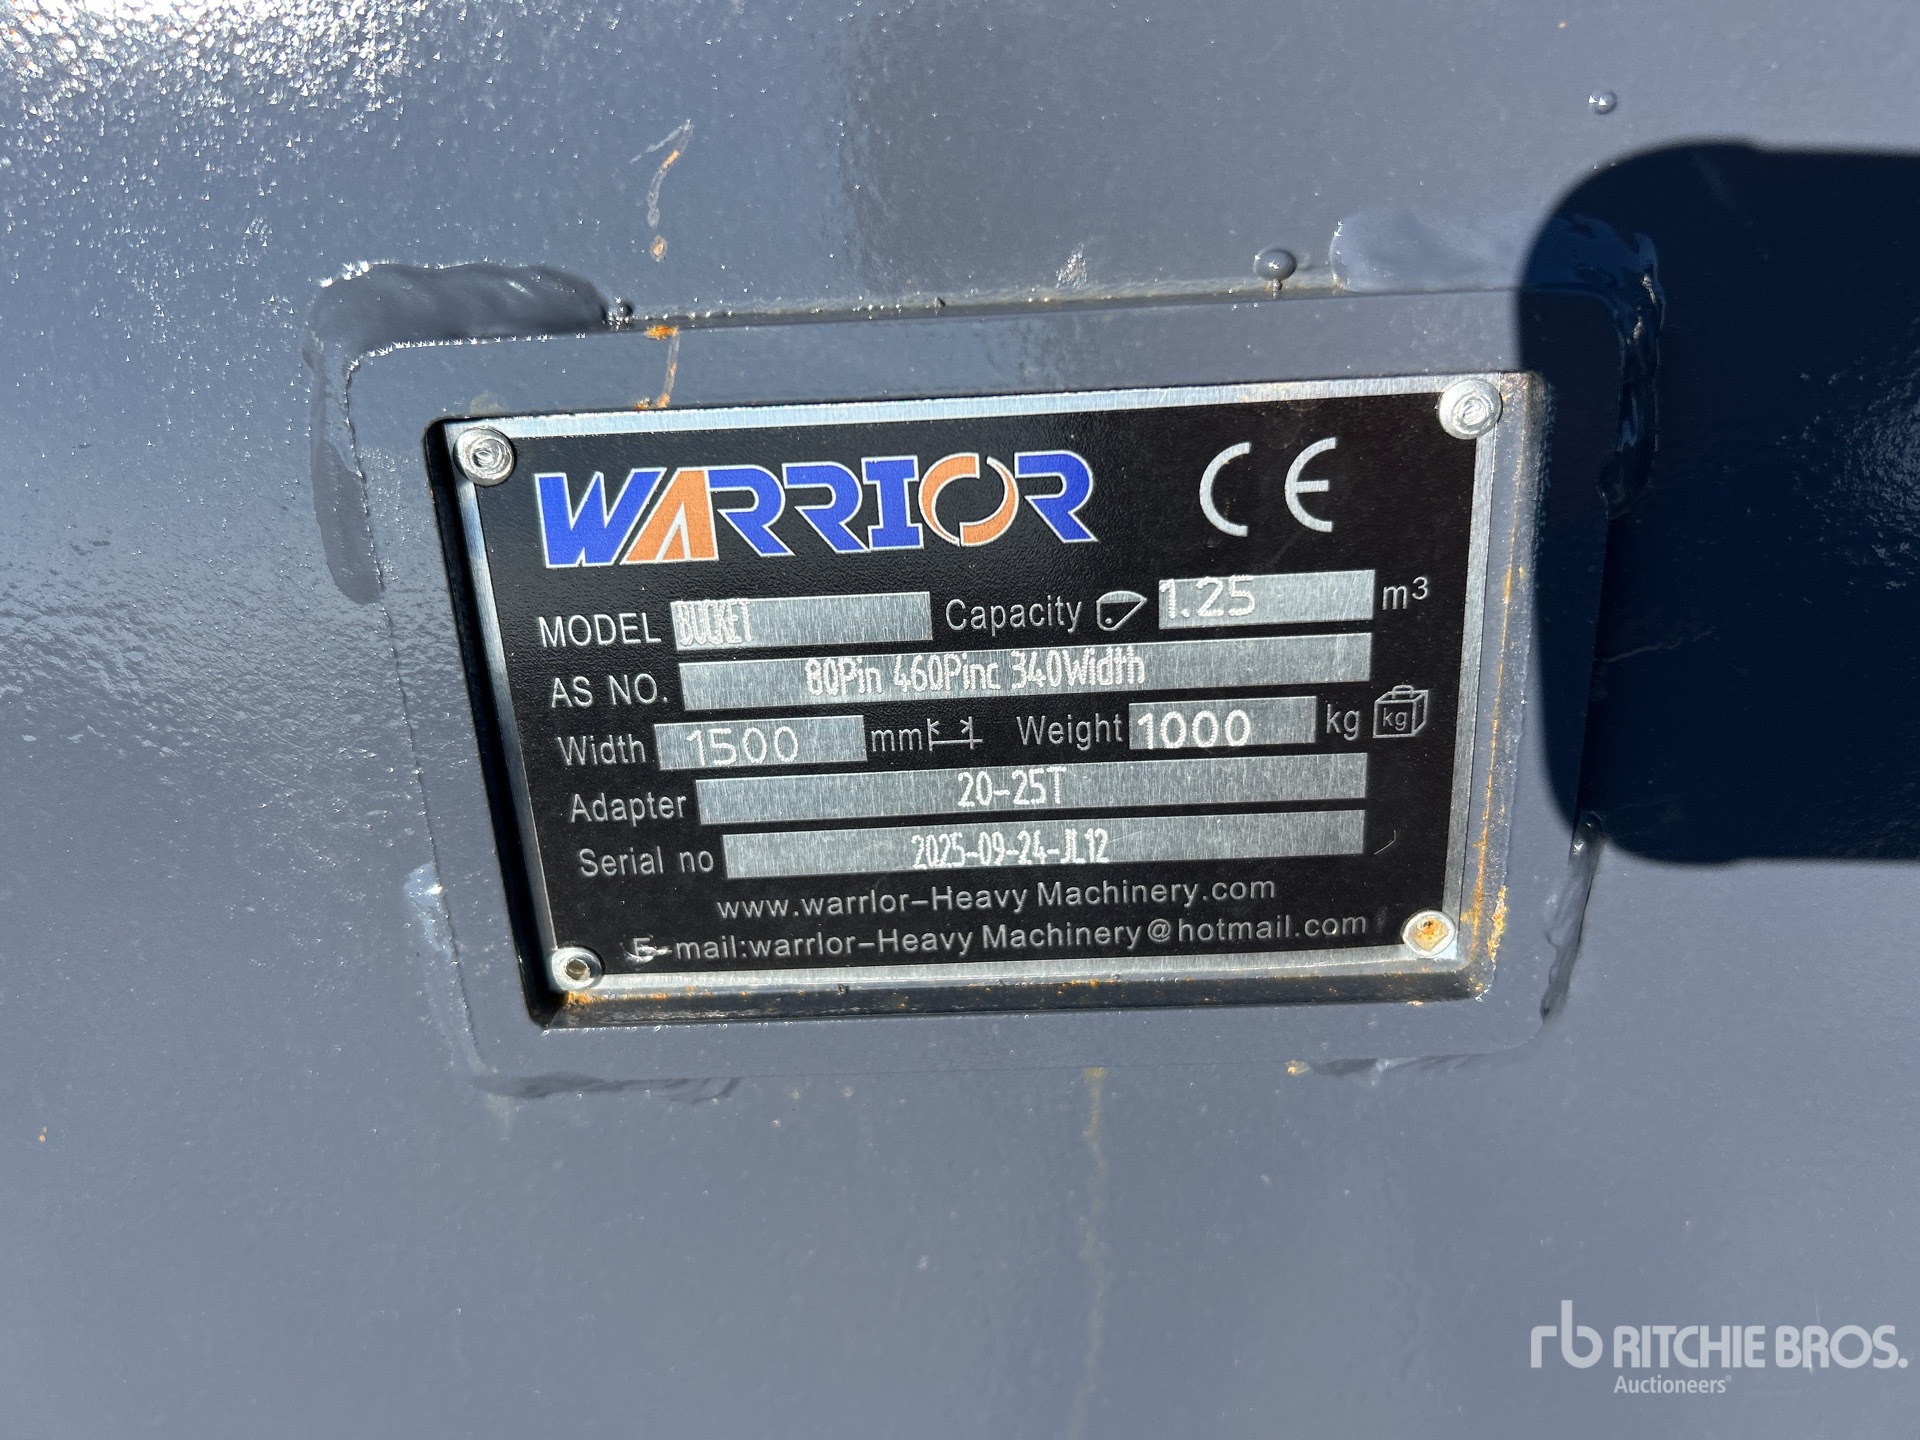 WARRIOR CE
MODEL BUCKET Capacity 1.25 m³
AS NO. 80Pin 460Pinc 340Width
Width 1500 mm Weight 1000 kg kg
Adapter 20-25T
Serial no 2025-09-24-JL12
www.warrlor-Heavy Machinery.com
E-mail:warrlor-Heavy Machinery@hotmail.com
rb RITCHIE BROS.
Auctioneers